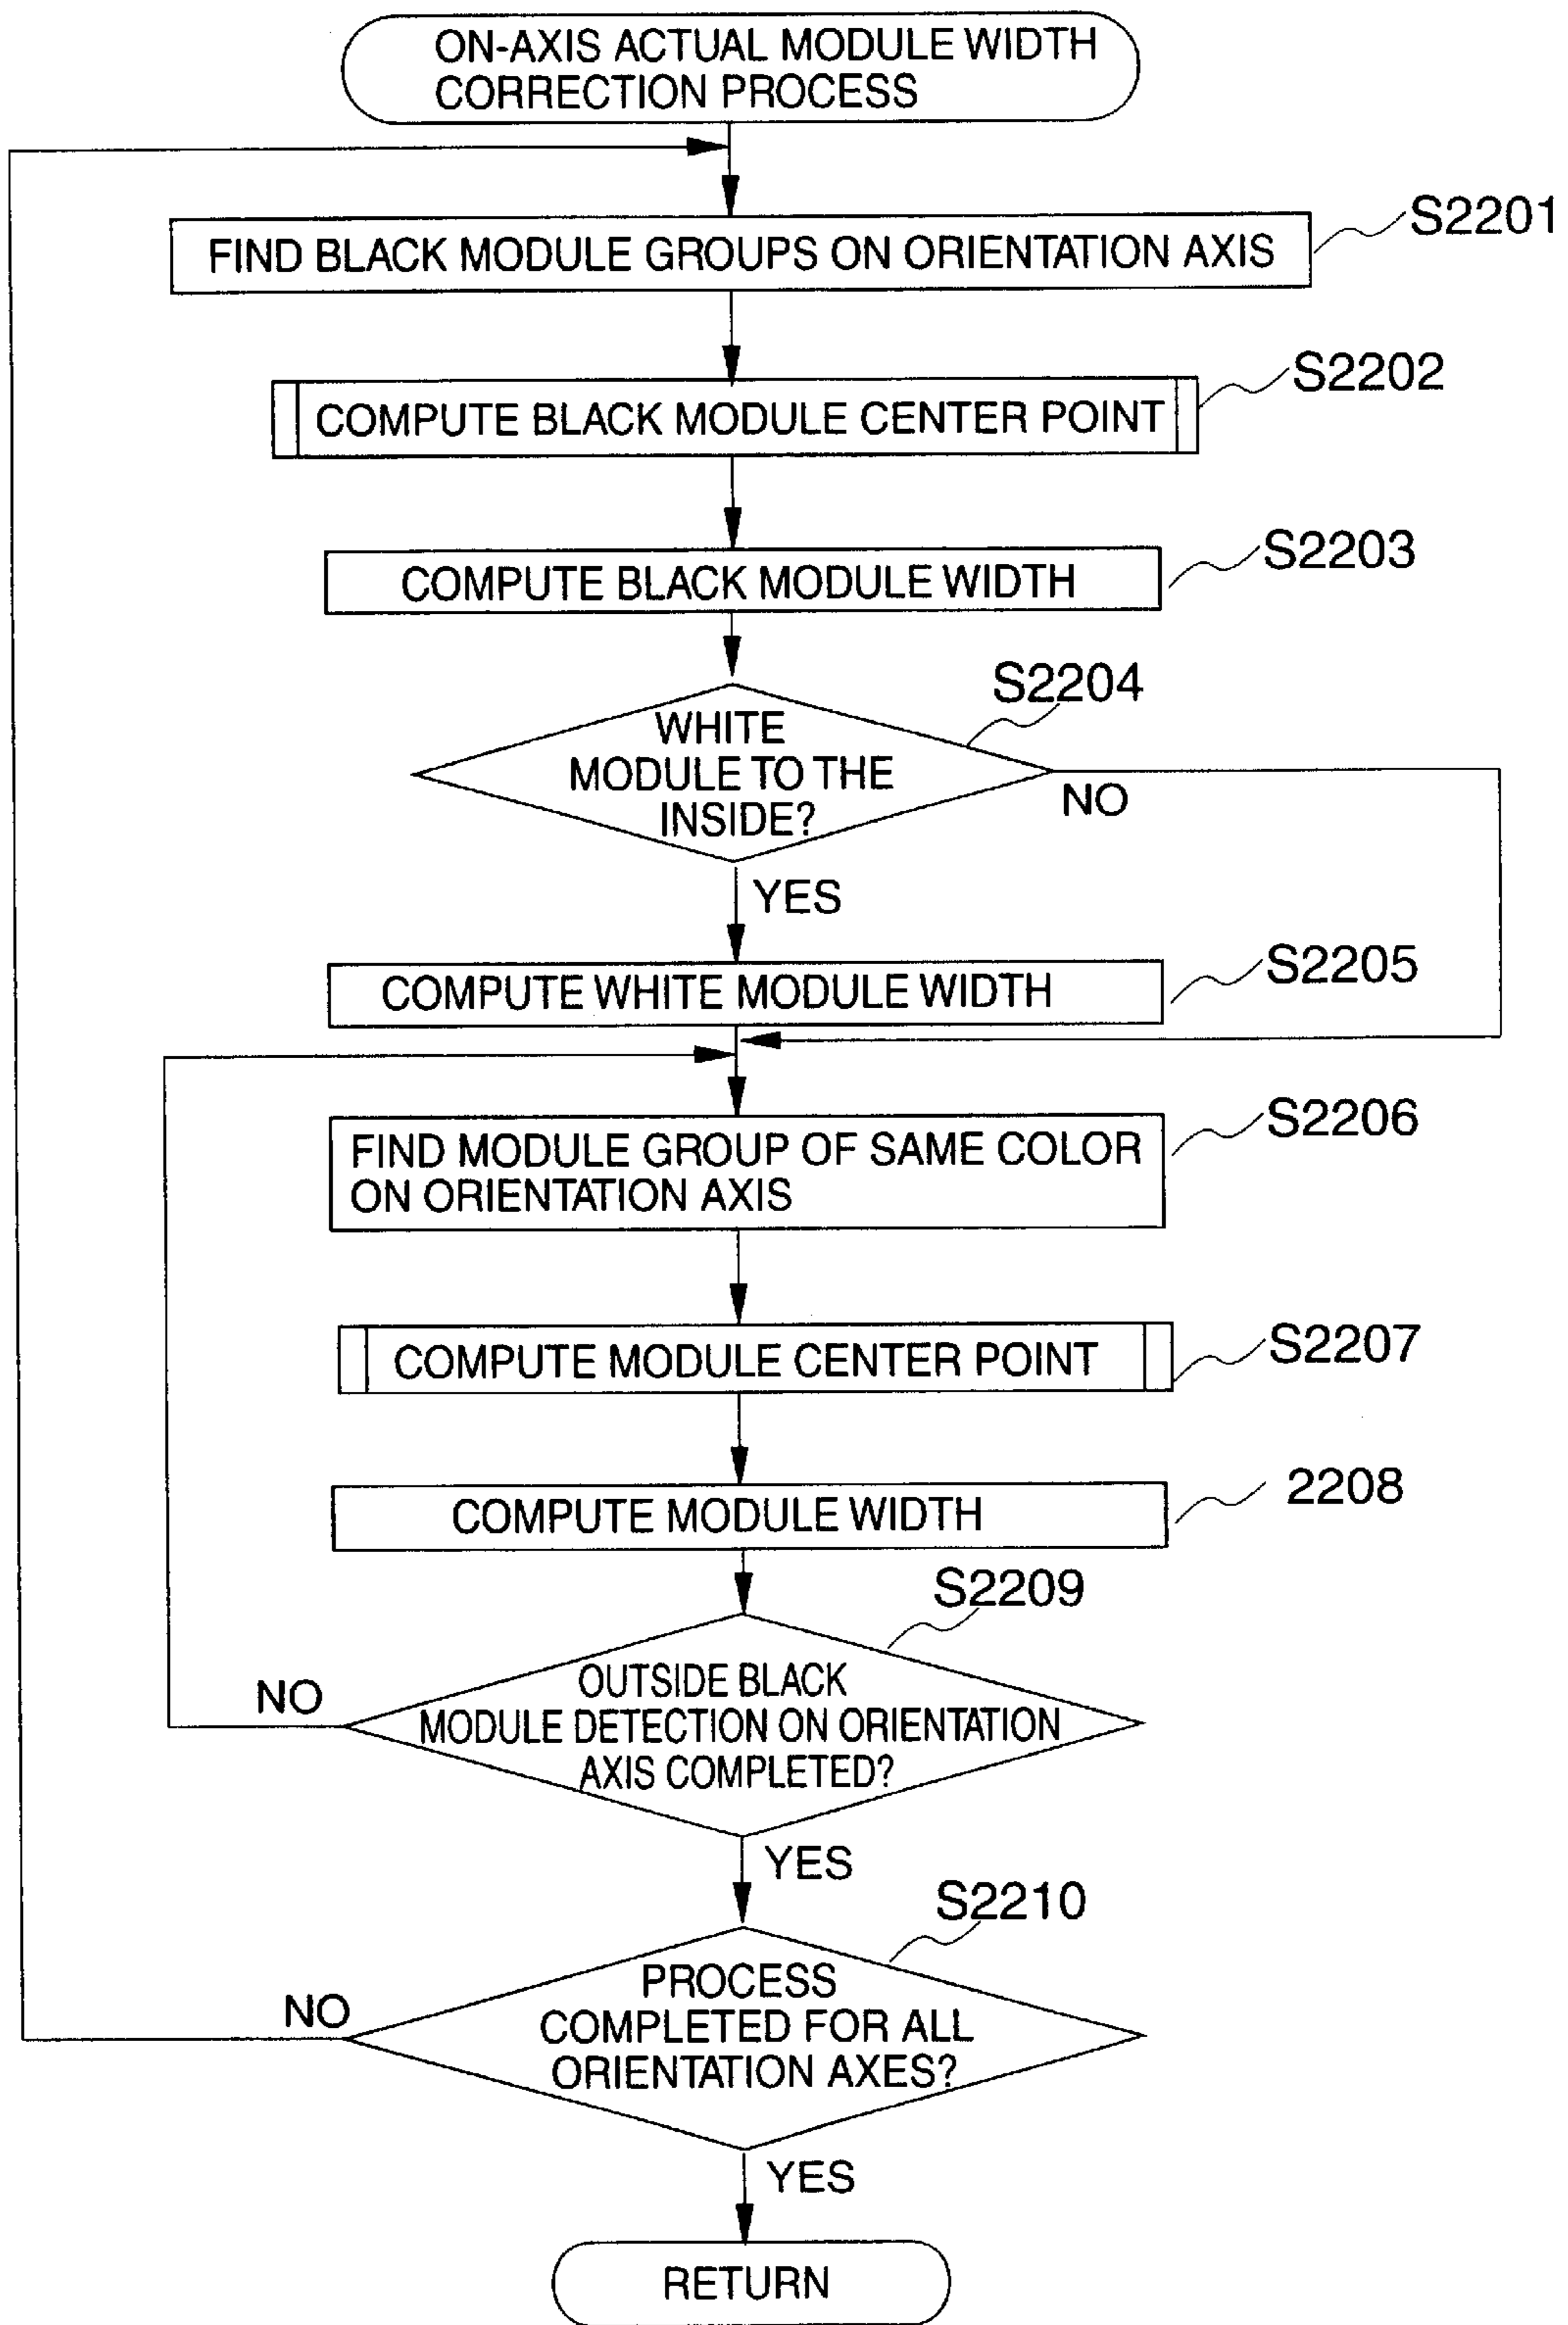 ON-AXIS ACTUAL MODULE WIDTH
CORRECTION PROCESS
S2201
FIND BLACK MODULE GROUPS ON ORIENTATION AXIS
S2202
COMPUTE BLACK MODULE CENTER POINT
S2203
COMPUTE BLACK MODULE WIDTH
S2204
WHITE
MODULE TO THE
INSIDE?
NO
YES
S2205
COMPUTE WHITE MODULE WIDTH
S2206
FIND MODULE GROUP OF SAME COLOR
ON ORIENTATION AXIS
S2207
COMPUTE MODULE CENTER POINT
2208
COMPUTE MODULE WIDTH
S2209
OUTSIDE BLACK
MODULE DETECTION ON ORIENTATION
AXIS COMPLETED?
NO
YES
S2210
PROCESS
COMPLETED FOR ALL
ORIENTATION AXES?
NO
YES
RETURN